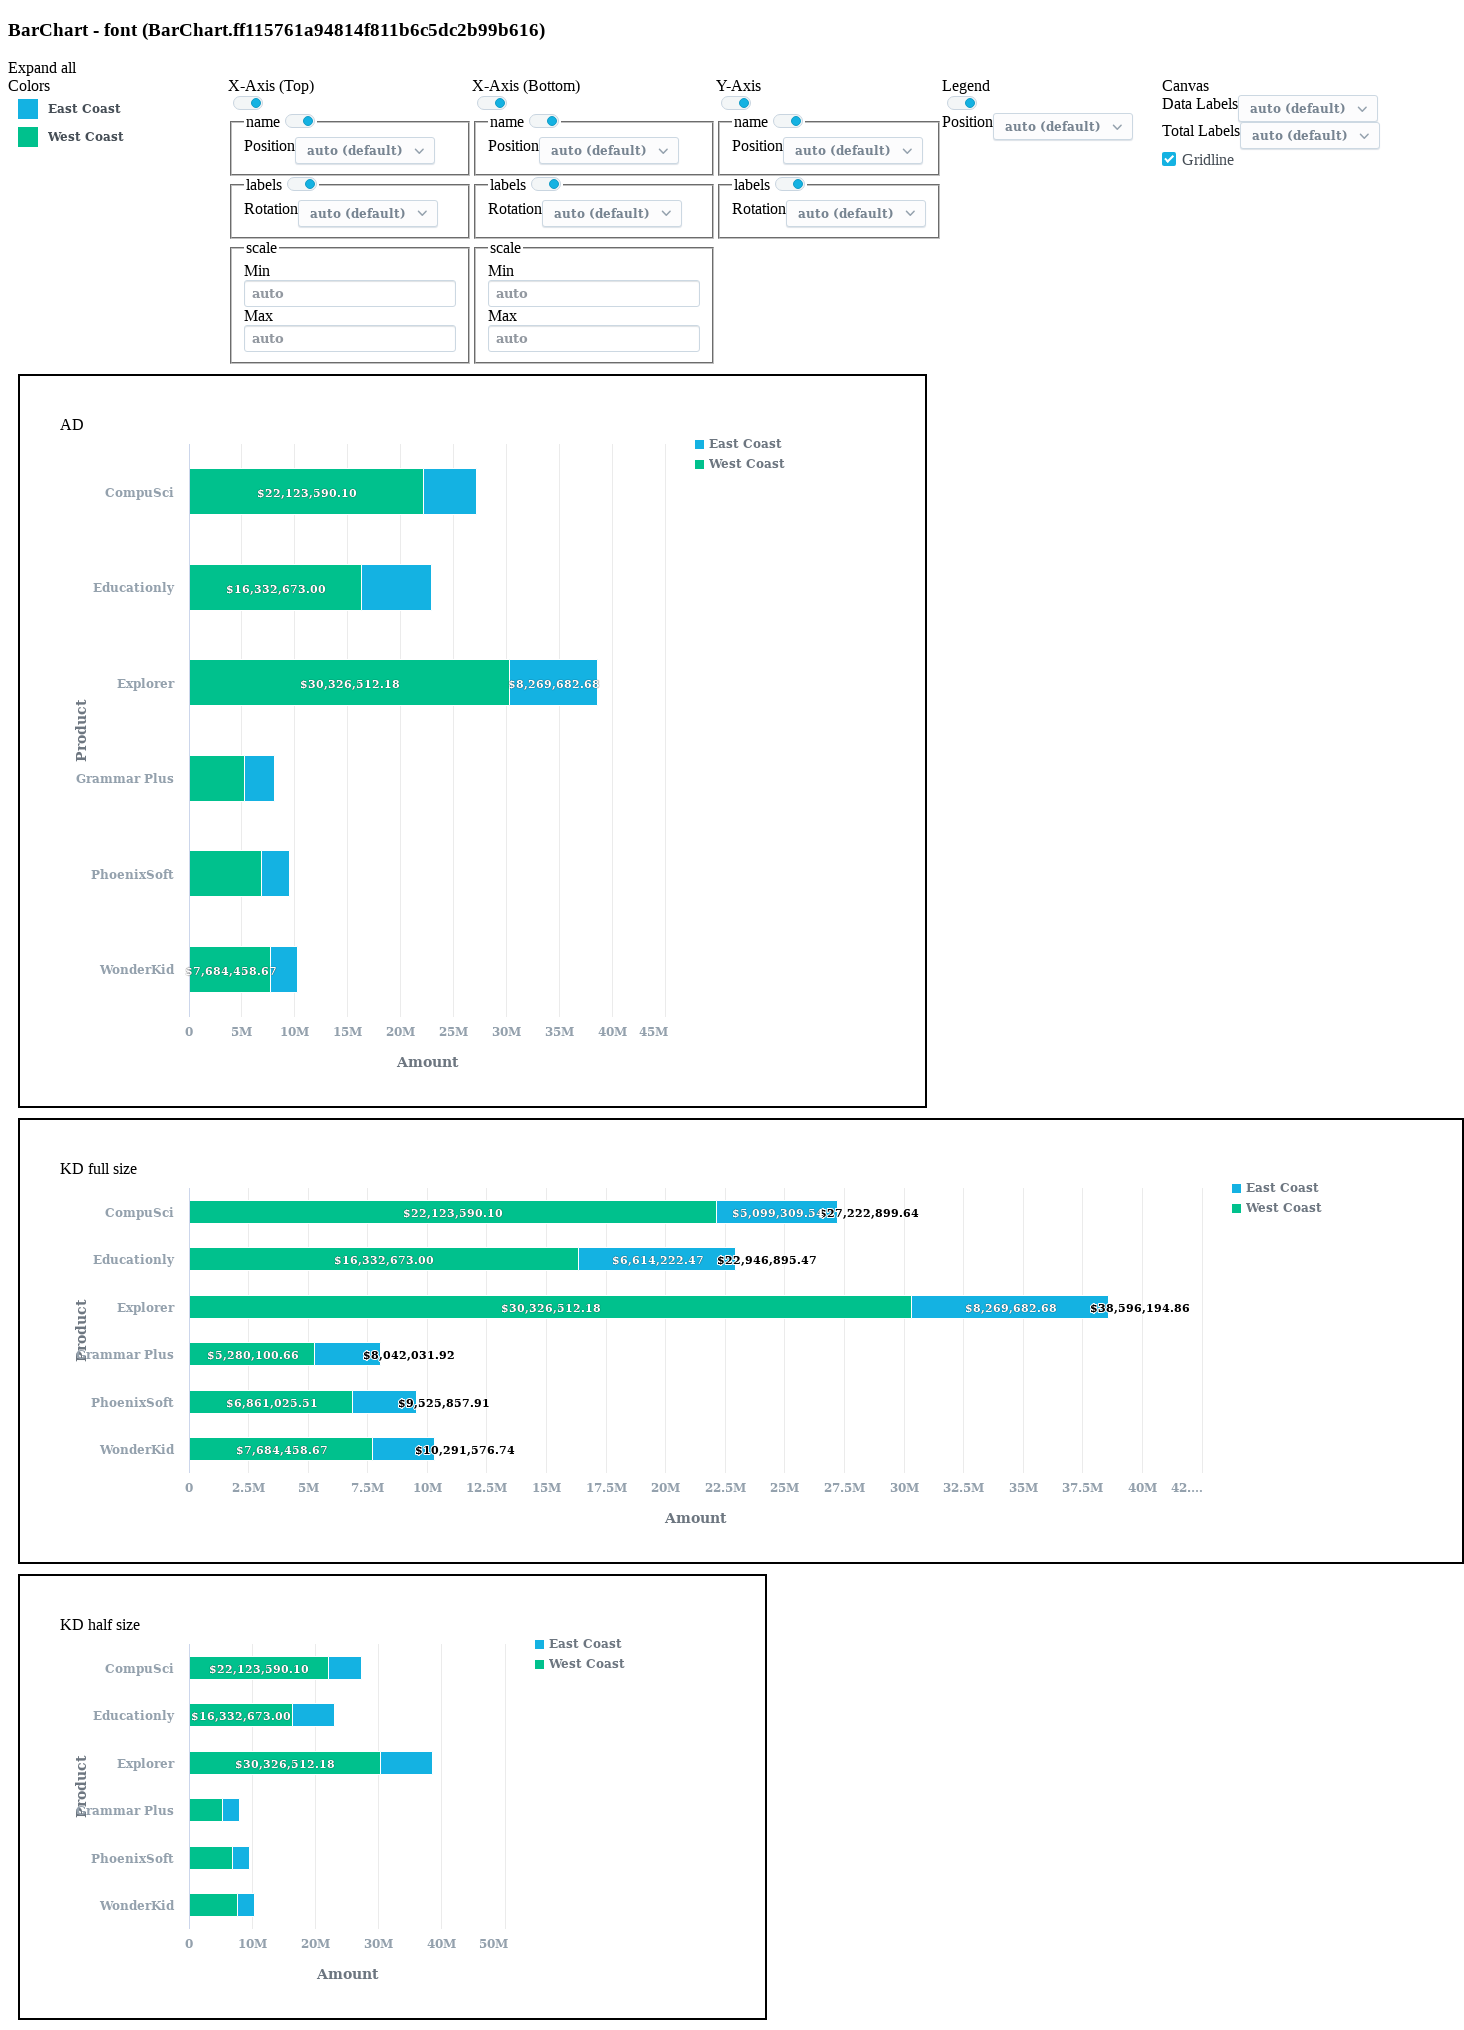 BarChart - font (BarChart.ff115761a94814f811b6c5dc2b99b616)
Expand all
Colors
East Coast
West Coast
X-Axis (Top)
name
Position auto (default)
labels
Rotation auto (default)
scale
Min
auto
Max
auto
X-Axis (Bottom)
name
Position auto (default)
labels
Rotation auto (default)
scale
Min
auto
Max
auto
Y-Axis
name
Position auto (default)
labels
Rotation auto (default)
Legend
Position auto (default)
Canvas
Data Labels auto (default)
Total Labels auto (default)
Gridline
AD
East Coast
West Coast
CompuSci $22,123,590.10
Educationly $16,332,673.00
Explorer $30,326,512.18 $8,269,682.68
Product
Grammar Plus
PhoenixSoft
WonderKid $7,684,458.67
0 5M 10M 15M 20M 25M 30M 35M 40M 45M
Amount
KD full size
East Coast
West Coast
CompuSci $22,123,590.10 $5,099,309.54 $27,222,899.64
Educationly $16,332,673.00 $6,614,222.47 $22,946,895.47
Explorer $30,326,512.18 $8,269,682.68 $38,596,194.86
Product
Grammar Plus $5,280,100.66 $8,042,031.92
PhoenixSoft $6,861,025.51 $9,525,857.91
WonderKid $7,684,458.67 $10,291,576.74
0 2.5M 5M 7.5M 10M 12.5M 15M 17.5M 20M 22.5M 25M 27.5M 30M 32.5M 35M 37.5M 40M 42....
Amount
KD half size
East Coast
West Coast
CompuSci $22,123,590.10
Educationly $16,332,673.00
Explorer $30,326,512.18
Product
Grammar Plus
PhoenixSoft
WonderKid
0 10M 20M 30M 40M 50M
Amount